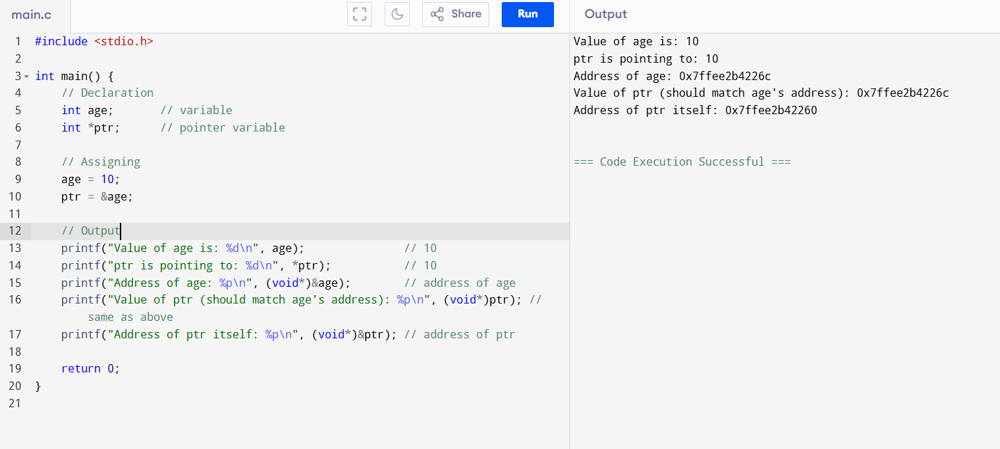 main.c
Share
Run
Output
1 #include <stdio.h>
2
3 int main() {
4     // Declaration
5     int age;       // variable
6     int *ptr;      // pointer variable
7
8     // Assigning
9     age = 10;
10     ptr = &age;
11
12     // Output
13     printf("Value of age is: %d\n", age);               // 10
14     printf("ptr is pointing to: %d\n", *ptr);           // 10
15     printf("Address of age: %p\n", (void*)&age);        // address of age
16     printf("Value of ptr (should match age's address): %p\n", (void*)ptr); //
        same as above
17     printf("Address of ptr itself: %p\n", (void*)&ptr); // address of ptr
18
19     return 0;
20 }
21
Value of age is: 10
ptr is pointing to: 10
Address of age: 0x7ffee2b4226c
Value of ptr (should match age's address): 0x7ffee2b4226c
Address of ptr itself: 0x7ffee2b42260
=== Code Execution Successful ===